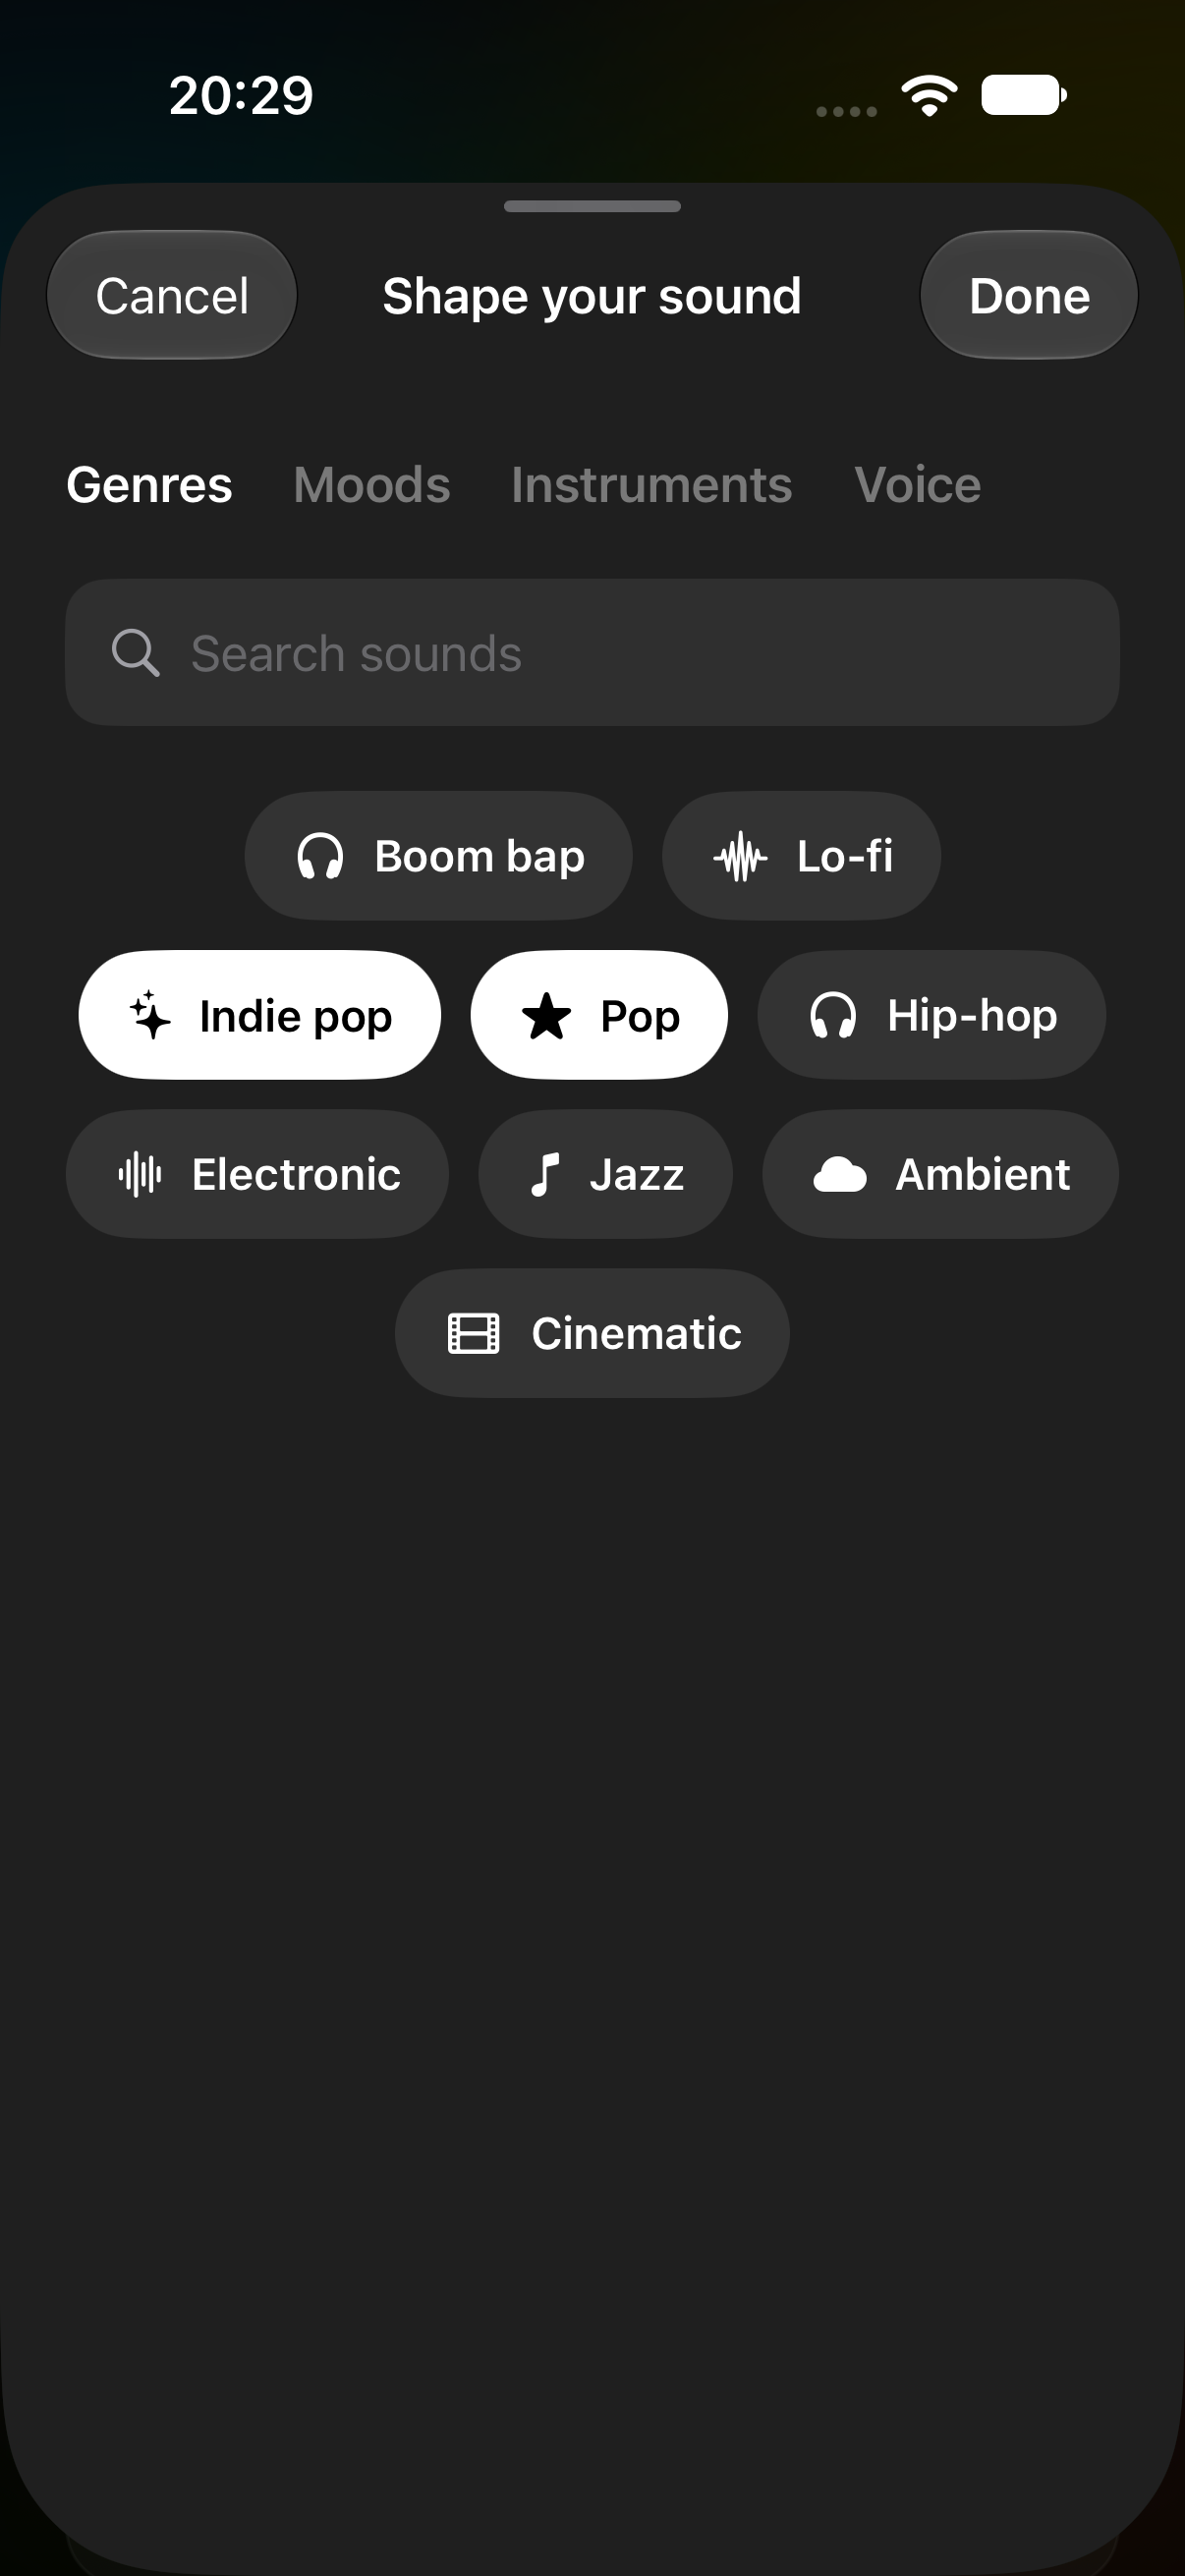 20:29
Cancel Shape your sound Done
Genres Moods Instruments Voice
Search sounds
Boom bap Lo-fi
Indie pop Pop Hip-hop
Electronic Jazz Ambient
Cinematic